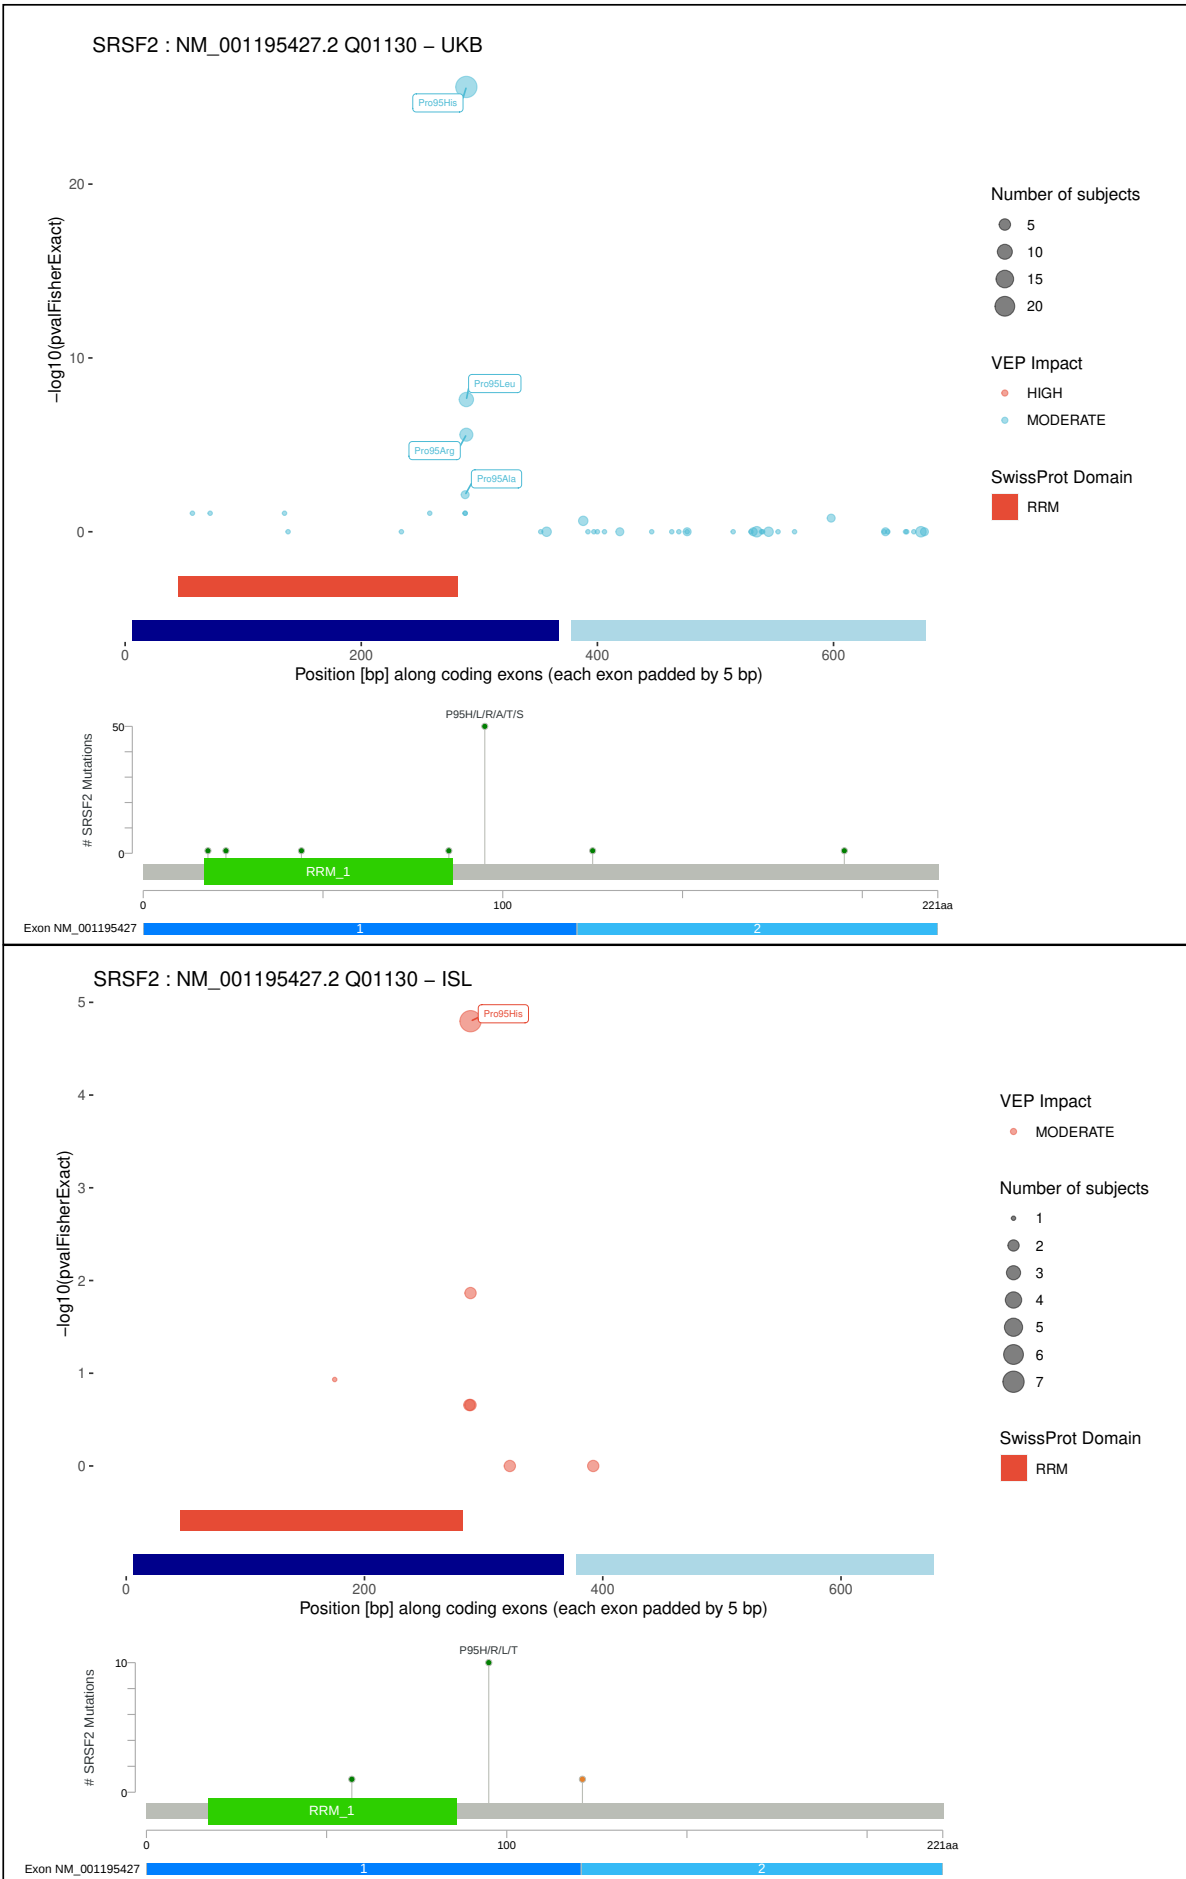 SRSF2 : NM_001195427.2 Q01130 − UKB
Pro95His
20
−log10(pvalFisherExact)
10
Pro95Leu
Pro95Arg
Pro95Ala
0
Number of subjects
5
10
15
20
VEP Impact
HIGH
MODERATE
SwissProt Domain
RRM
0 200 400 600
Position [bp] along coding exons (each exon padded by 5 bp)
P95H/L/R/A/T/S
50
# SRSF2 Mutations
0
RRM_1
0 100 221aa
Exon NM_001195427 1 2
SRSF2 : NM_001195427.2 Q01130 − ISL
5
Pro95His
4
3
−log10(pvalFisherExact)
2
1
0
VEP Impact
MODERATE
Number of subjects
1
2
3
4
5
6
7
SwissProt Domain
RRM
0 200 400 600
Position [bp] along coding exons (each exon padded by 5 bp)
P95H/R/L/T
10
# SRSF2 Mutations
0
RRM_1
0 100 221aa
Exon NM_001195427 1 2